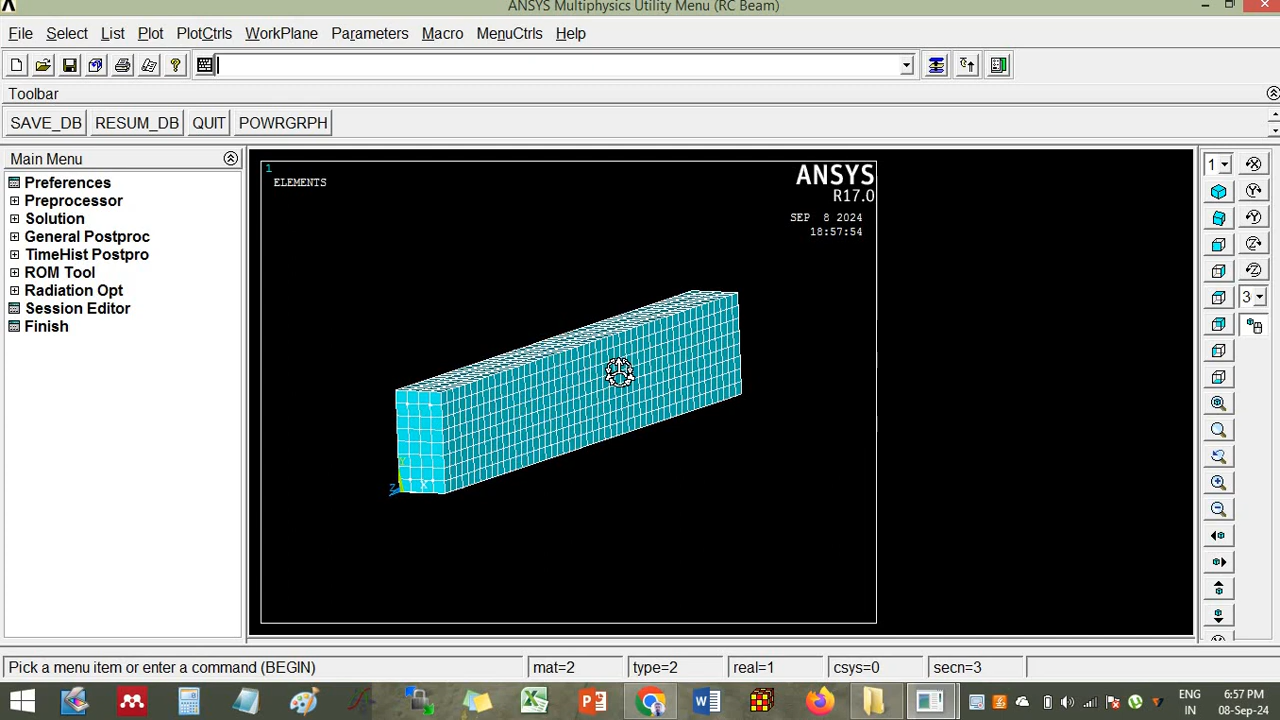 ANSYS Multiphysics Utility Menu (RC Beam)
File Select List Plot PlotCtrls WorkPlane Parameters Macro MenuCtrls Help
Toolbar
SAVE_DB RESUM_DB QUIT POWRGRPH
Main Menu
Preferences
Preprocessor
Solution
General Postproc
TimeHist Postpro
ROM Tool
Radiation Opt
Session Editor
Finish
1
ELEMENTS
ANSYS
R17.0
SEP 8 2024
18:57:54
Y
Z X
1
3
Pick a menu item or enter a command (BEGIN) mat=2 type=2 real=1 csys=0 secn=3
ENG 6:57 PM
IN 08-Sep-24